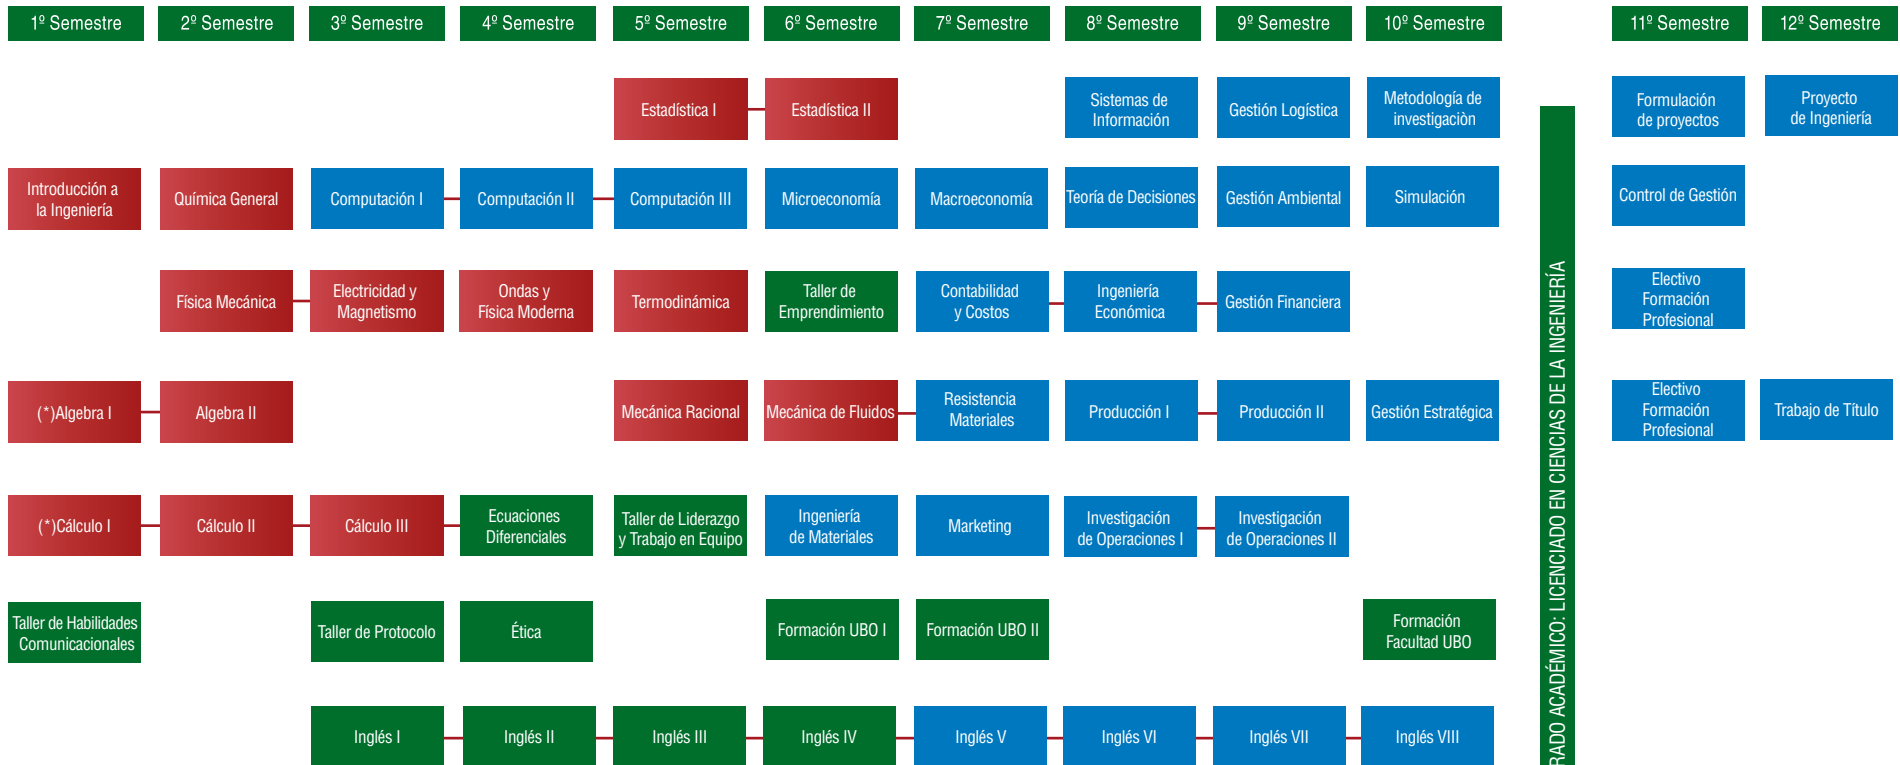 1º Semestre
2º Semestre
3º Semestre
4º Semestre
5º Semestre
6º Semestre
7º Semestre
8º Semestre
9º Semestre
10º Semestre
11º Semestre
12º Semestre
Estadística I
Estadística II
Sistemas de
Información
Gestión Logística
Metodología de
investigaciòn
Formulación
de proyectos
Proyecto
de Ingeniería
Introducción a
la Ingeniería
Química General
Computación I
Computación II
Computación III
Microeconomía
Macroeconomía
Teoría de Decisiones
Gestión Ambiental
Simulación
Control de Gestión
Física Mecánica
Electricidad y
Magnetismo
Ondas y
Física Moderna
Termodinámica
Taller de
Emprendimiento
Contabilidad
y Costos
Ingeniería
Económica
Gestión Financiera
Electivo
Formación
Profesional
(*)Algebra I
Algebra II
Mecánica Racional
Mecánica de Fluidos
Resistencia
Materiales
Producción I
Producción II
Gestión Estratégica
Electivo
Formación
Profesional
Trabajo de Título
(*)Cálculo I
Cálculo II
Cálculo III
Ecuaciones
Diferenciales
Taller de Liderazgo
y Trabajo en Equipo
Ingeniería
de Materiales
Marketing
Investigación
de Operaciones I
Investigación
de Operaciones II
Taller de Habilidades
Comunicacionales
Taller de Protocolo
Ética
Formación UBO I
Formación UBO II
Formación
Facultad UBO
Inglés I
Inglés II
Inglés III
Inglés IV
Inglés V
Inglés VI
Inglés VII
Inglés VIII
RADO ACADÉMICO: LICENCIADO EN CIENCIAS DE LA INGENIERÍA